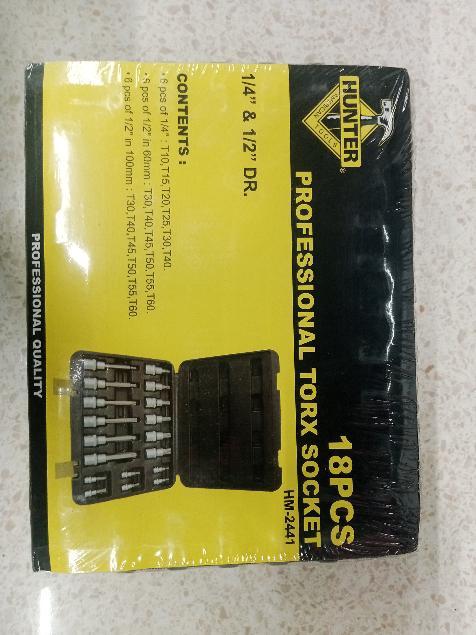 HUNTER®
TOOLS
18PCS
PROFESSIONAL TORX SOCKET
HM-2441
1/4" & 1/2" DR.
CONTENTS :
• 6 pcs of 1/4" : T10,T15,T20,T25,T30,T40.
• 6 pcs of 1/2" in 60mm : T30,T40,T45,T50,T55,T60.
• 6 pcs of 1/2" in 100mm : T30,T40,T45,T50,T55,T60.
PROFESSIONAL QUALITY